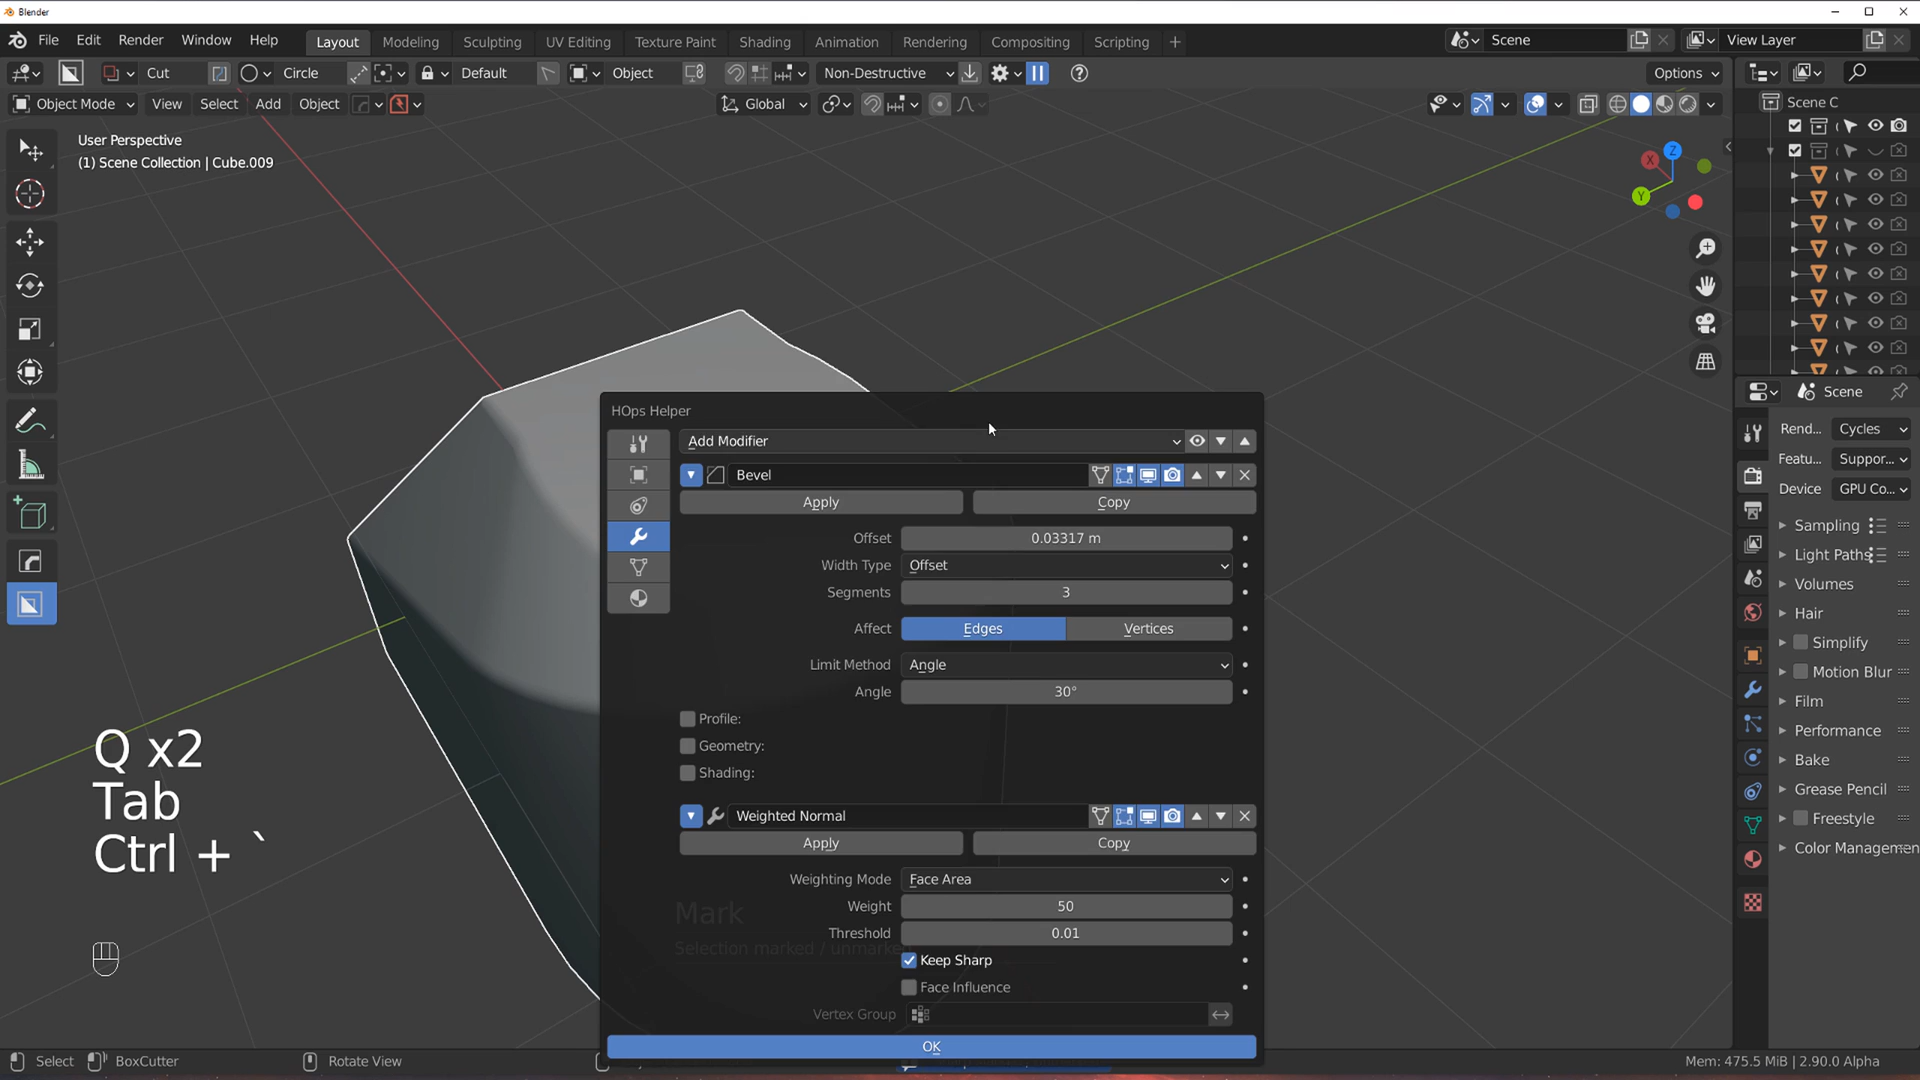 Blender
File Edit Render Window Help Layout Modeling Sculpting UV Editing Texture Paint Shading Animation Rendering Compositing Scripting + Scene View Layer
Cut Circle Default Object Non-Destructive Options
Object Mode View Select Add Object Global
User Perspective
(1) Scene Collection | Cube.009
Z
X
Y
Scene C
HOps Helper
Add Modifier
Bevel
Apply Copy
Offset 0.03317 m
Width Type Offset
Segments 3
Affect Edges Vertices
Limit Method Angle
Angle 30°
Profile:
Geometry:
Shading:
Weighted Normal
Apply Copy
Weighting Mode Face Area
Weight 50
Threshold 0.01
Keep Sharp
Face Influence
Vertex Group
OK
Mark
Selection marked / unmarked
Q x2
Tab
Ctrl + `
Scene
Rend... Cycles
Featu... Suppor...
Device GPU Co...
Sampling
Light Paths
Volumes
Hair
Simplify
Motion Blur
Film
Performance
Bake
Grease Pencil
Freestyle
Color Managemen
Select BoxCutter Rotate View
Mem: 475.5 MiB | 2.90.0 Alpha